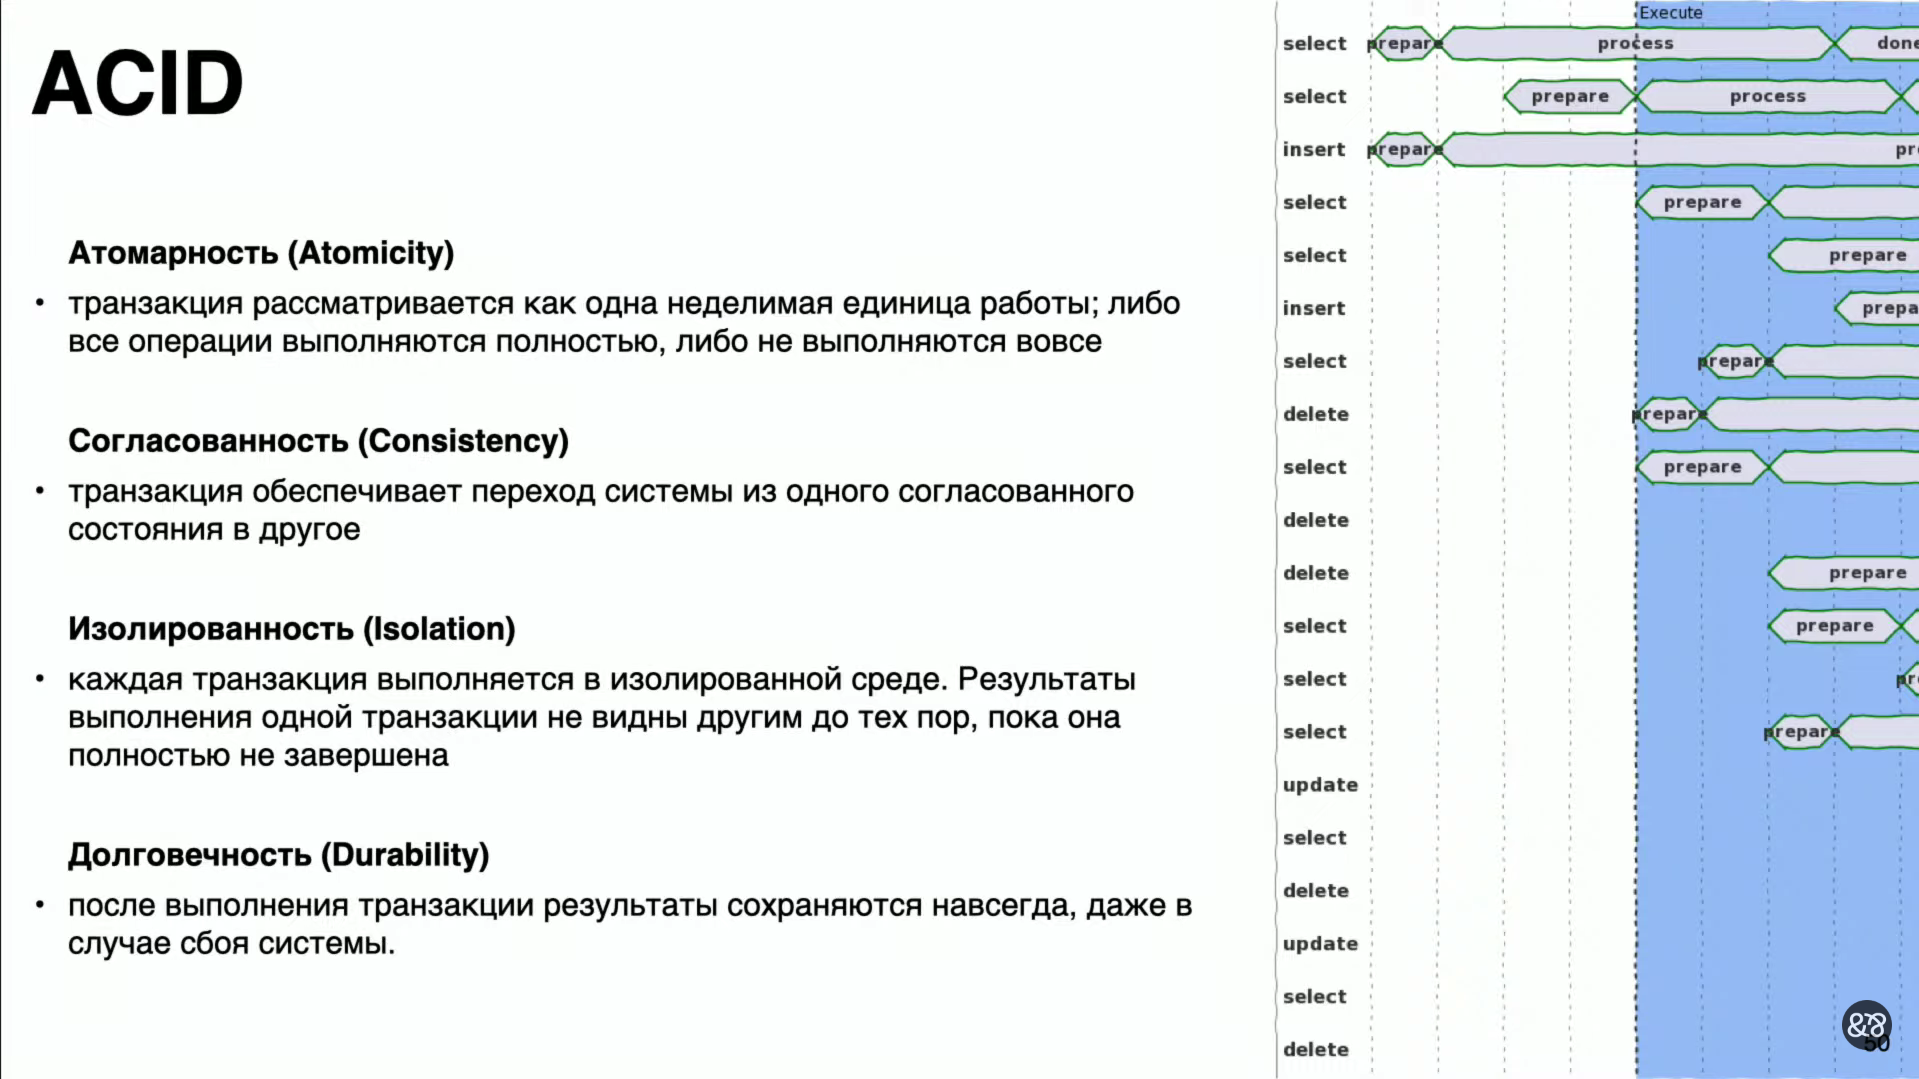 ACID
Атомарность (Atomicity)
• транзакция рассматривается как одна неделимая единица работы; либо
все операции выполняются полностью, либо не выполняются вовсе
Согласованность (Consistency)
• транзакция обеспечивает переход системы из одного согласованного
состояния в другое
Изолированность (Isolation)
• каждая транзакция выполняется в изолированной среде. Результаты
выполнения одной транзакции не видны другим до тех пор, пока она
полностью не завершена
Долговечность (Durability)
• после выполнения транзакции результаты сохраняются навсегда, даже в
случае сбоя системы.
Execute
select prepare process done
select prepare process
insert prepare pr
select prepare
select prepare
insert prepa
select prepare
delete prepare
select prepare
delete
delete prepare
select prepare
select pr
select prepare
update
select
delete
update
select
delete
50